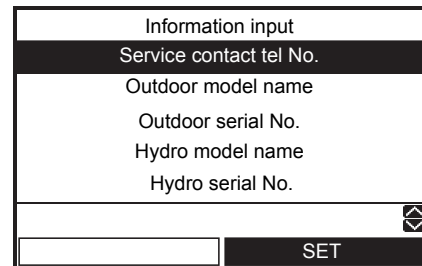 Information input
Service contact tel No.
Outdoor model name
Outdoor serial No.
Hydro model name
Hydro serial No.
SET